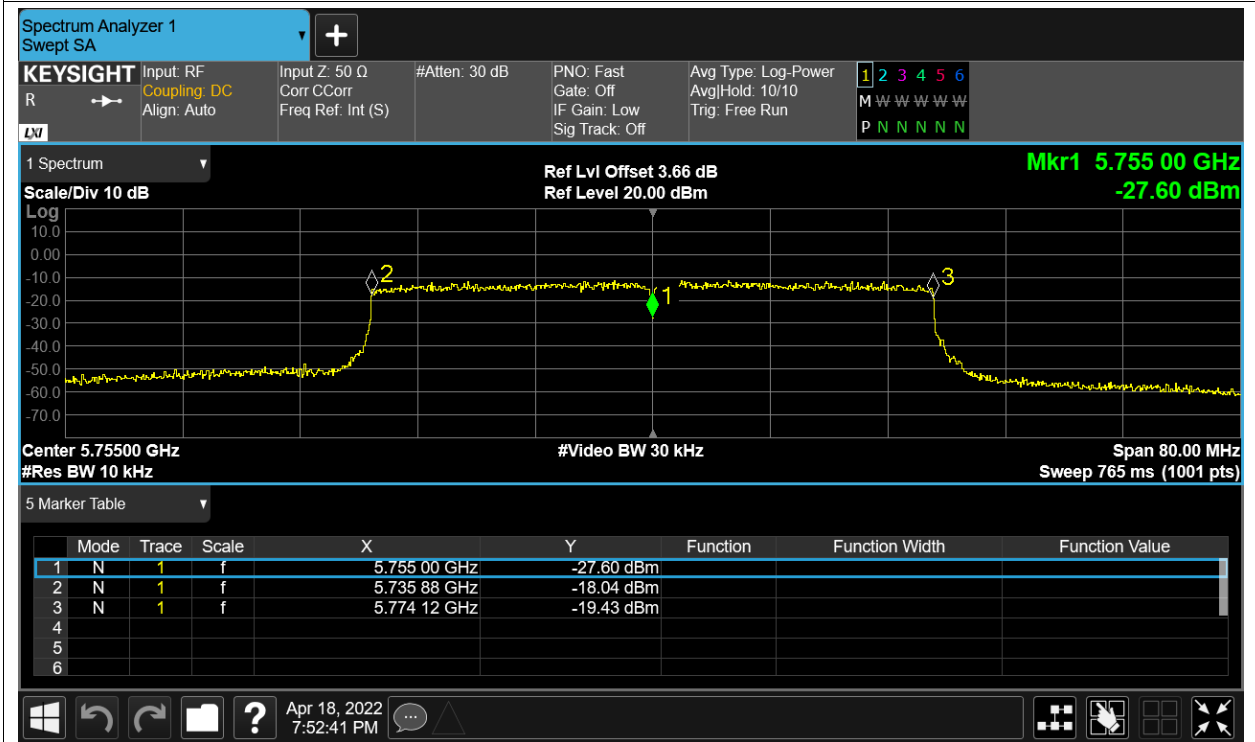 Spectrum Analyzer 1
Swept SA
KEYSIGHT
R
LXI
Input: RF
Coupling: DC
Align: Auto
Input Z: 50 Ω
Corr CCorr
Freq Ref: Int (S)
#Atten: 30 dB
PNO: Fast
Gate: Off
IF Gain: Low
Sig Track: Off
Avg Type: Log-Power
Avg|Hold: 10/10
Trig: Free Run
1 2 3 4 5 6
M W W W W W
P N N N N N
1 Spectrum
Scale/Div 10 dB
Ref Lvl Offset 3.66 dB
Ref Level 20.00 dBm
Mkr1 5.755 00 GHz
-27.60 dBm
Log
10.0
0.00
-10.0
-20.0
-30.0
-40.0
-50.0
-60.0
-70.0
2
1
3
Center 5.75500 GHz
#Res BW 10 kHz
#Video BW 30 kHz
Span 80.00 MHz
Sweep 765 ms (1001 pts)
5 Marker Table
Mode Trace Scale X Y Function Function Width Function Value
1 N 1 f 5.755 00 GHz -27.60 dBm
2 N 1 f 5.735 88 GHz -18.04 dBm
3 N 1 f 5.774 12 GHz -19.43 dBm
4
5
6
?
Apr 18, 2022
7:52:41 PM